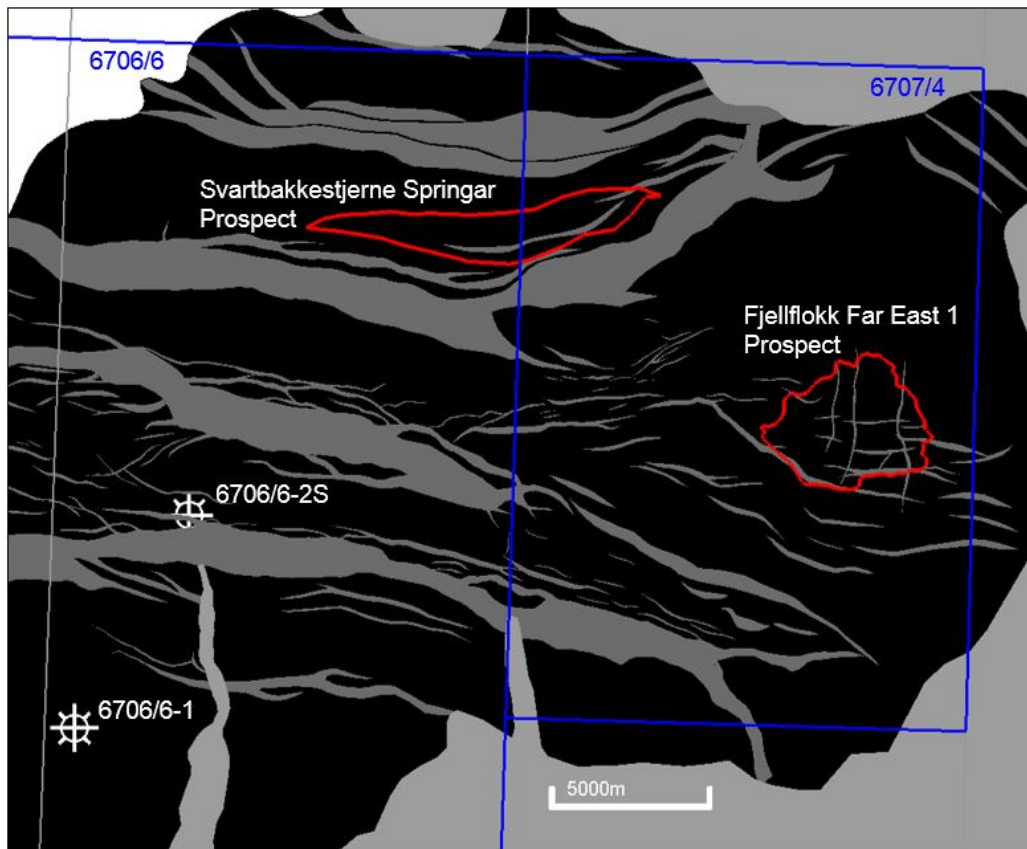 6706/6
6707/4
Svartbakkestjerne Springar
Prospect
Fjellflokk Far East 1
Prospect
6706/6-2S
6706/6-1
5000m